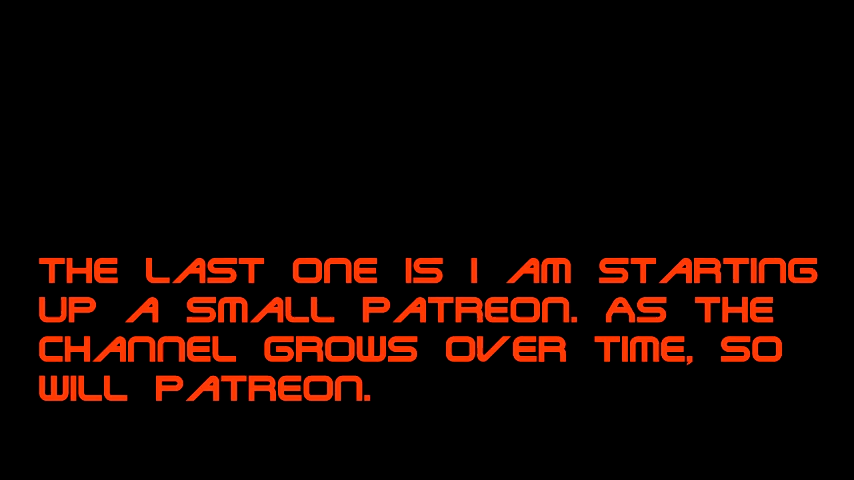 THE LAST ONE IS I AM STARTING
UP A SMALL PATREON. AS THE
CHANNEL GROWS OVER TIME, SO
WILL PATREON.